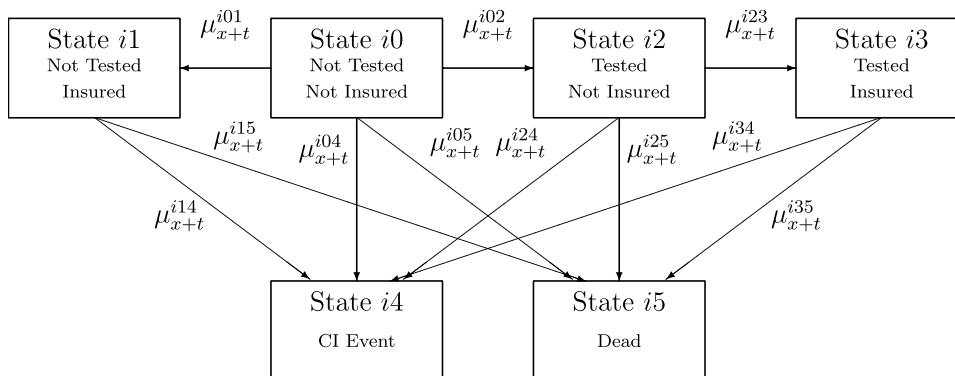 μ^{i01}_{x+t}
μ^{i02}_{x+t}
μ^{i23}_{x+t}
State i1
Not Tested
Insured
State i0
Not Tested
Not Insured
State i2
Tested
Not Insured
State i3
Tested
Insured
μ^{i15}_{x+t}
μ^{i04}_{x+t}
μ^{i05}_{x+t}
μ^{i24}_{x+t}
μ^{i25}_{x+t}
μ^{i34}_{x+t}
μ^{i14}_{x+t}
μ^{i35}_{x+t}
State i4
CI Event
State i5
Dead